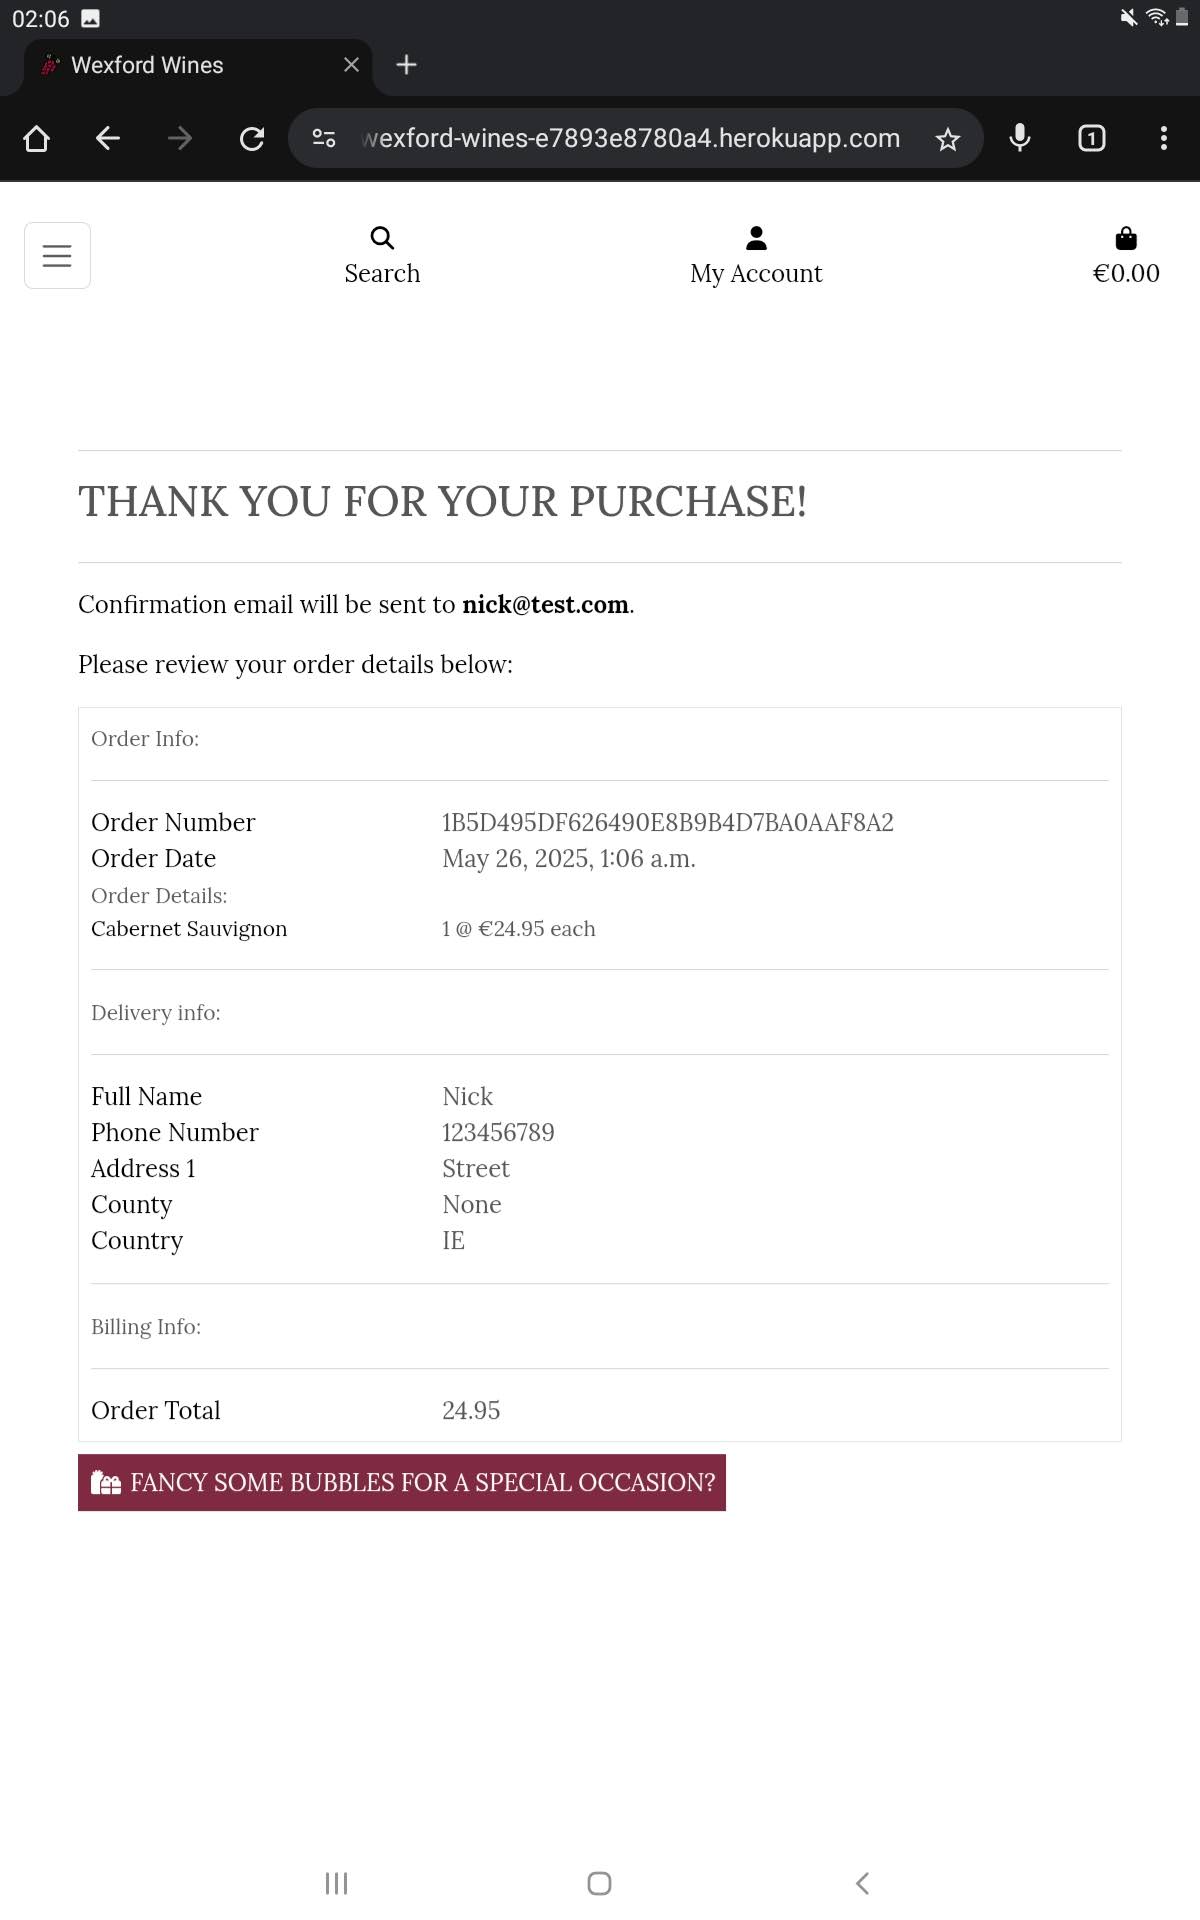 02:06
Wexford Wines
wexford-wines-e7893e8780a4.herokuapp.com
1
Search
My Account
€0.00
THANK YOU FOR YOUR PURCHASE!
Confirmation email will be sent to nick@test.com.
Please review your order details below:
Order Info:
Order Number 1B5D495DF626490E8B9B4D7BA0AAF8A2
Order Date May 26, 2025, 1:06 a.m.
Order Details:
Cabernet Sauvignon 1 @ €24.95 each
Delivery info:
Full Name Nick
Phone Number 123456789
Address 1 Street
County None
Country IE
Billing Info:
Order Total 24.95
FANCY SOME BUBBLES FOR A SPECIAL OCCASION?